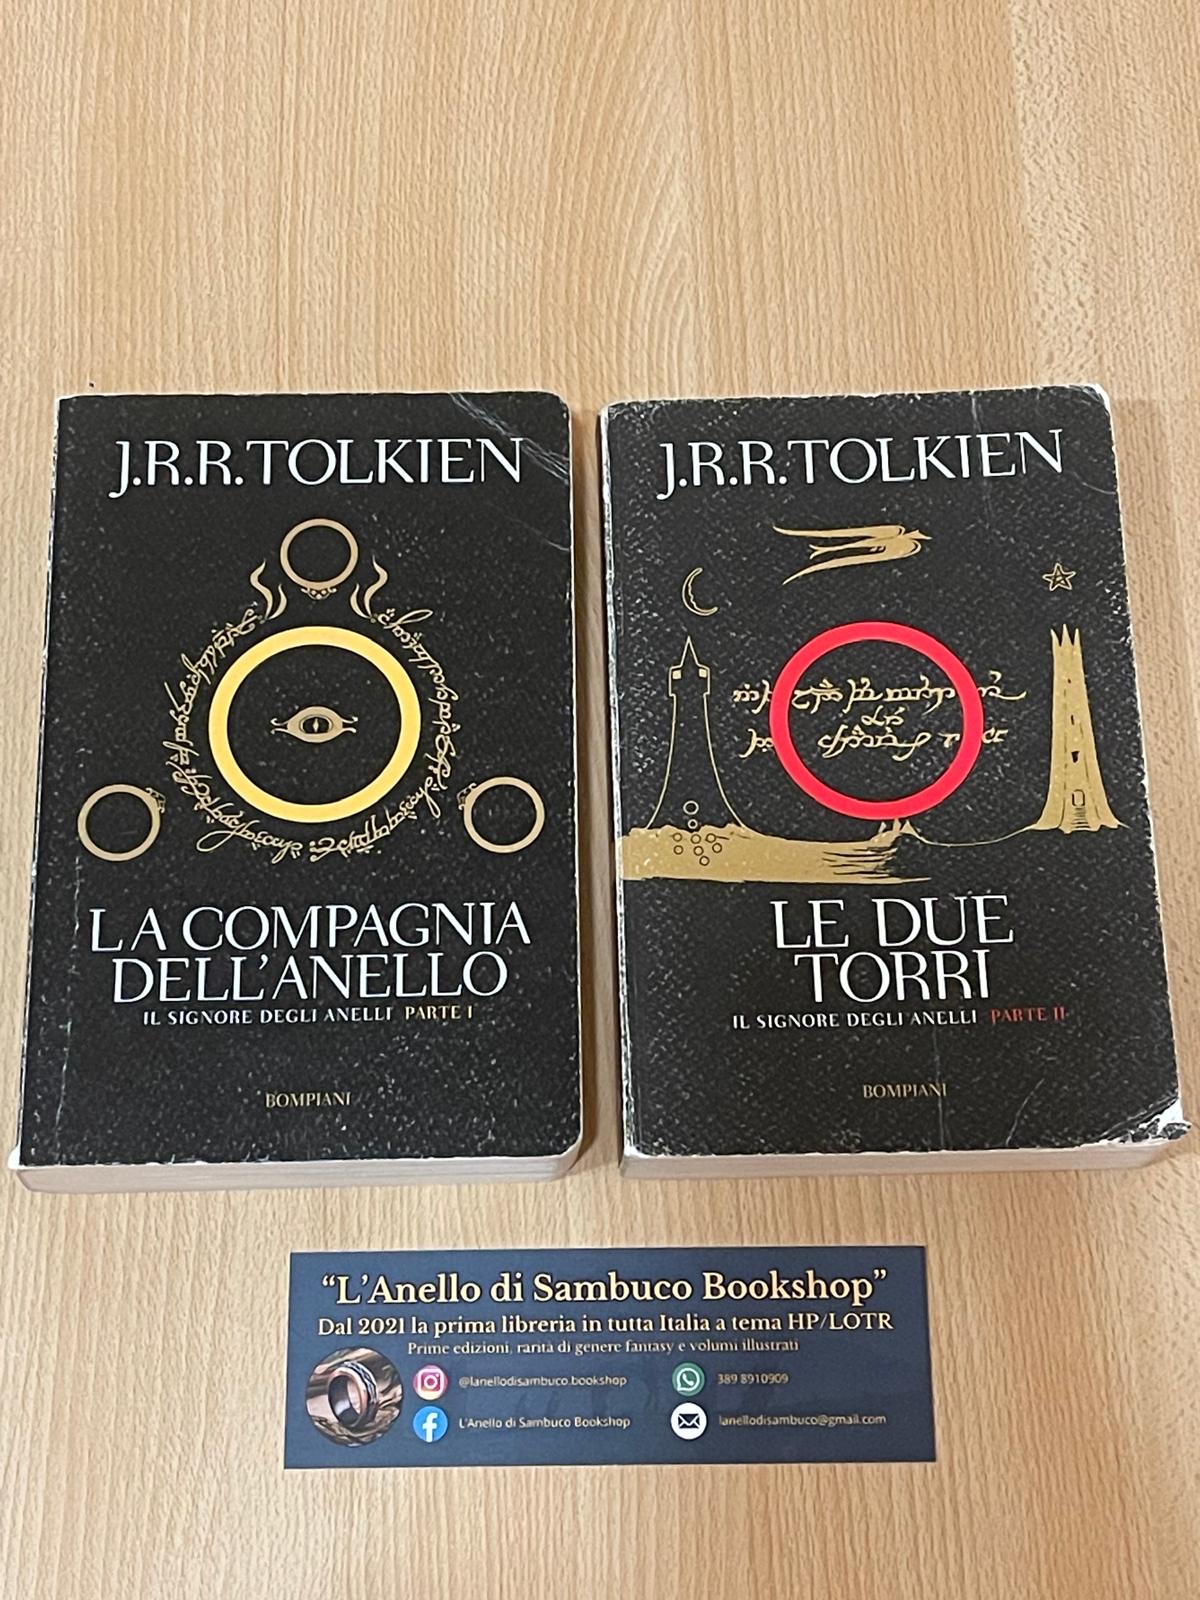 J.R.R. TOLKIEN
LA COMPAGNIA
DELL'ANELLO
IL SIGNORE DEGLI ANELLI PARTE I
BOMPIANI
J.R.R. TOLKIEN
LE DUE
TORRI
IL SIGNORE DEGLI ANELLI PARTE II
BOMPIANI
"L'Anello di Sambuco Bookshop"
Dal 2021 la prima libreria in tutta Italia a tema HP/LOTR
Prime edizioni, rarità di genere fantasy e volumi illustrati
@lanellodisambuco.bookshop
389 8910909
L'Anello di Sambuco Bookshop
lanellodisambuco@gmail.com